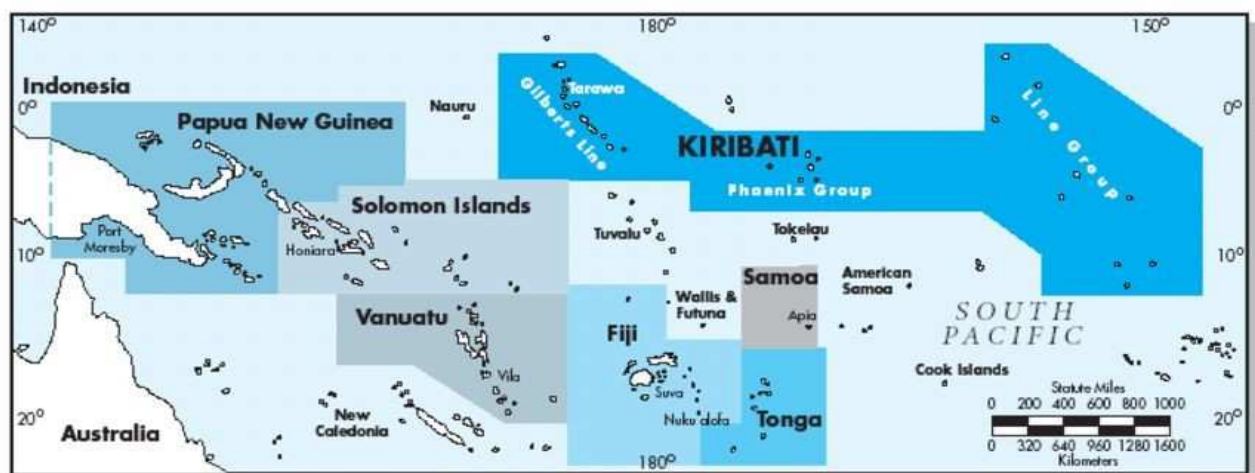 140°
180°
150°
Indonesia
0°
Papua New Guinea
Nauru
Gilberts Line
Tarawa
KIRIBATI
Phaenix Group
Line Group
0°
Solomon Islands
Port
Moresby
Honiara
10°
Tuvalu
Tokelau
10°
Samoa
American
Samoa
Wallis &
Futuna
Apia
SOUTH
PACIFIC
Vanuatu
Fiji
Vila
Suva
Cook Islands
New
Caledonia
Nuku'alofa
Tonga
20°
Australia
180°
Statute Miles
0 200 400 600 800 1000
0 320 640 960 1280 1600
Kilometers
20°